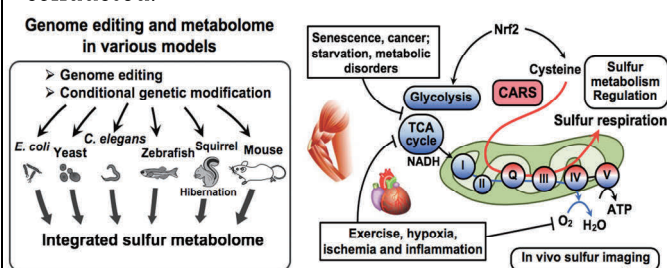 Genome editing and metabolome
in various models
➢ Genome editing
➢ Conditional genetic modification
E. coli
Yeast
C. elegans
Zebrafish
Squirrel
Mouse
Hibernation
Integrated sulfur metabolome
Senescence, cancer;
starvation, metabolic
disorders
Nrf2
Glycolysis
CARS
Cysteine
Sulfur
metabolism
Regulation
Sulfur respiration
TCA
cycle
NADH
I
II
Q
III
IV
V
ATP
O2
H2O
Exercise, hypoxia,
ischemia and inflammation
In vivo sulfur imaging